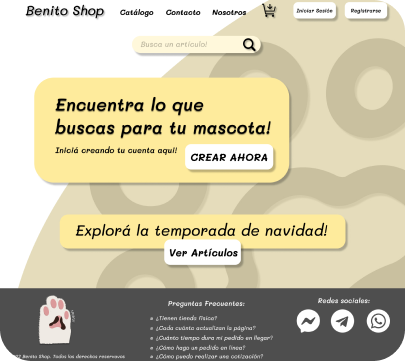 Benito Shop
Catálogo
Contacto
Nosotros
Iniciar Sesión
Registrarse
Busca un artículo!
Encuentra lo que
buscas para tu mascota!
Iniciá creando tu cuenta aquí!
CREAR AHORA
Explorá la temporada de navidad!
Ver Artículos
Preguntas Frecuentes:
¿Tienen tienda física?
¿Cada cuánto actualizan la página?
¿Cuánto tiempo dura mi pedido en llegar?
¿Cómo hago un pedido en línea?
¿Cómo puedo realizar una cotización?
Redes sociales:
Benito Shop. Todos los derechos reservados